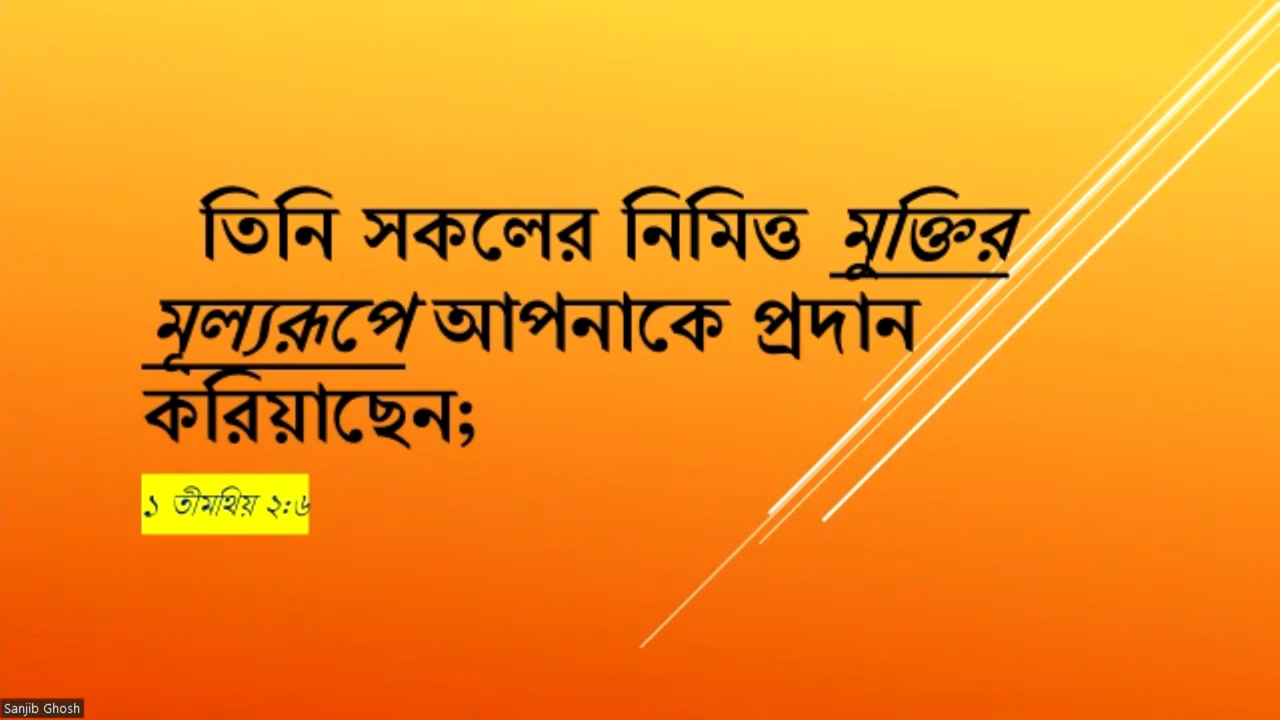 তিনি সকলের নিমিত্ত মুক্তির
মূল্যরূপে আপনাকে প্রদান
করিয়াছেন;
১ তীমথিয় ২:৬
Sanjib Ghosh